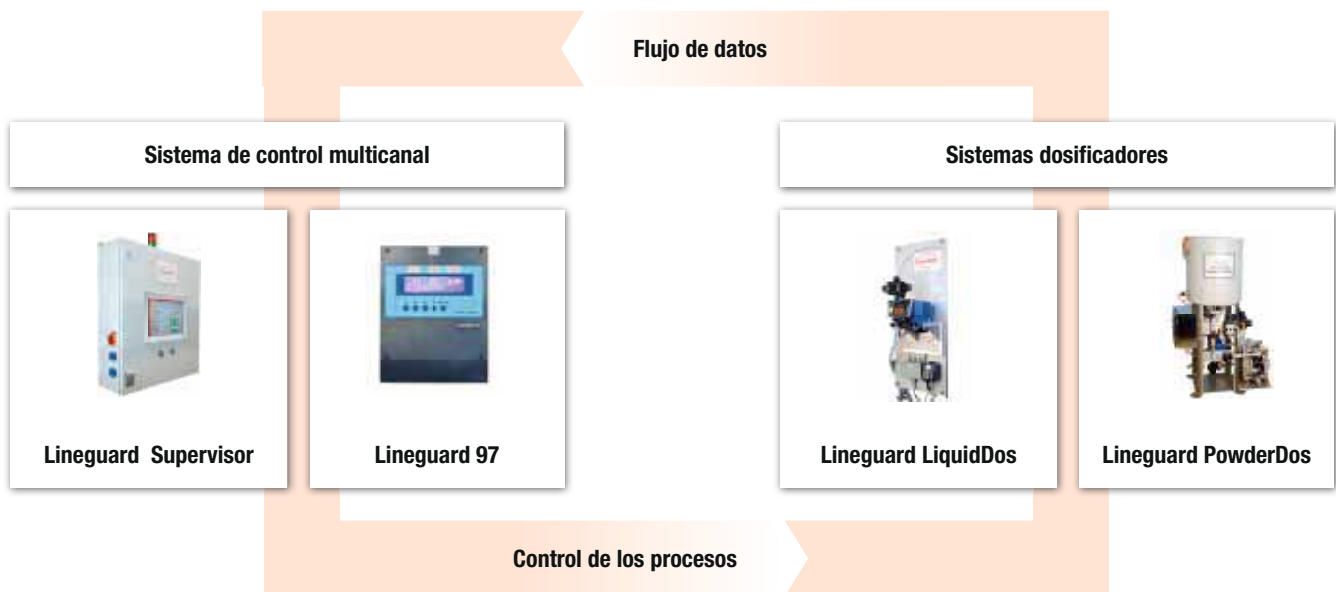 Flujo de datos
Sistema de control multicanal
Sistemas dosificadores
Lineguard Supervisor
Lineguard 97
Lineguard LiquidDos
Lineguard PowderDos
Control de los procesos